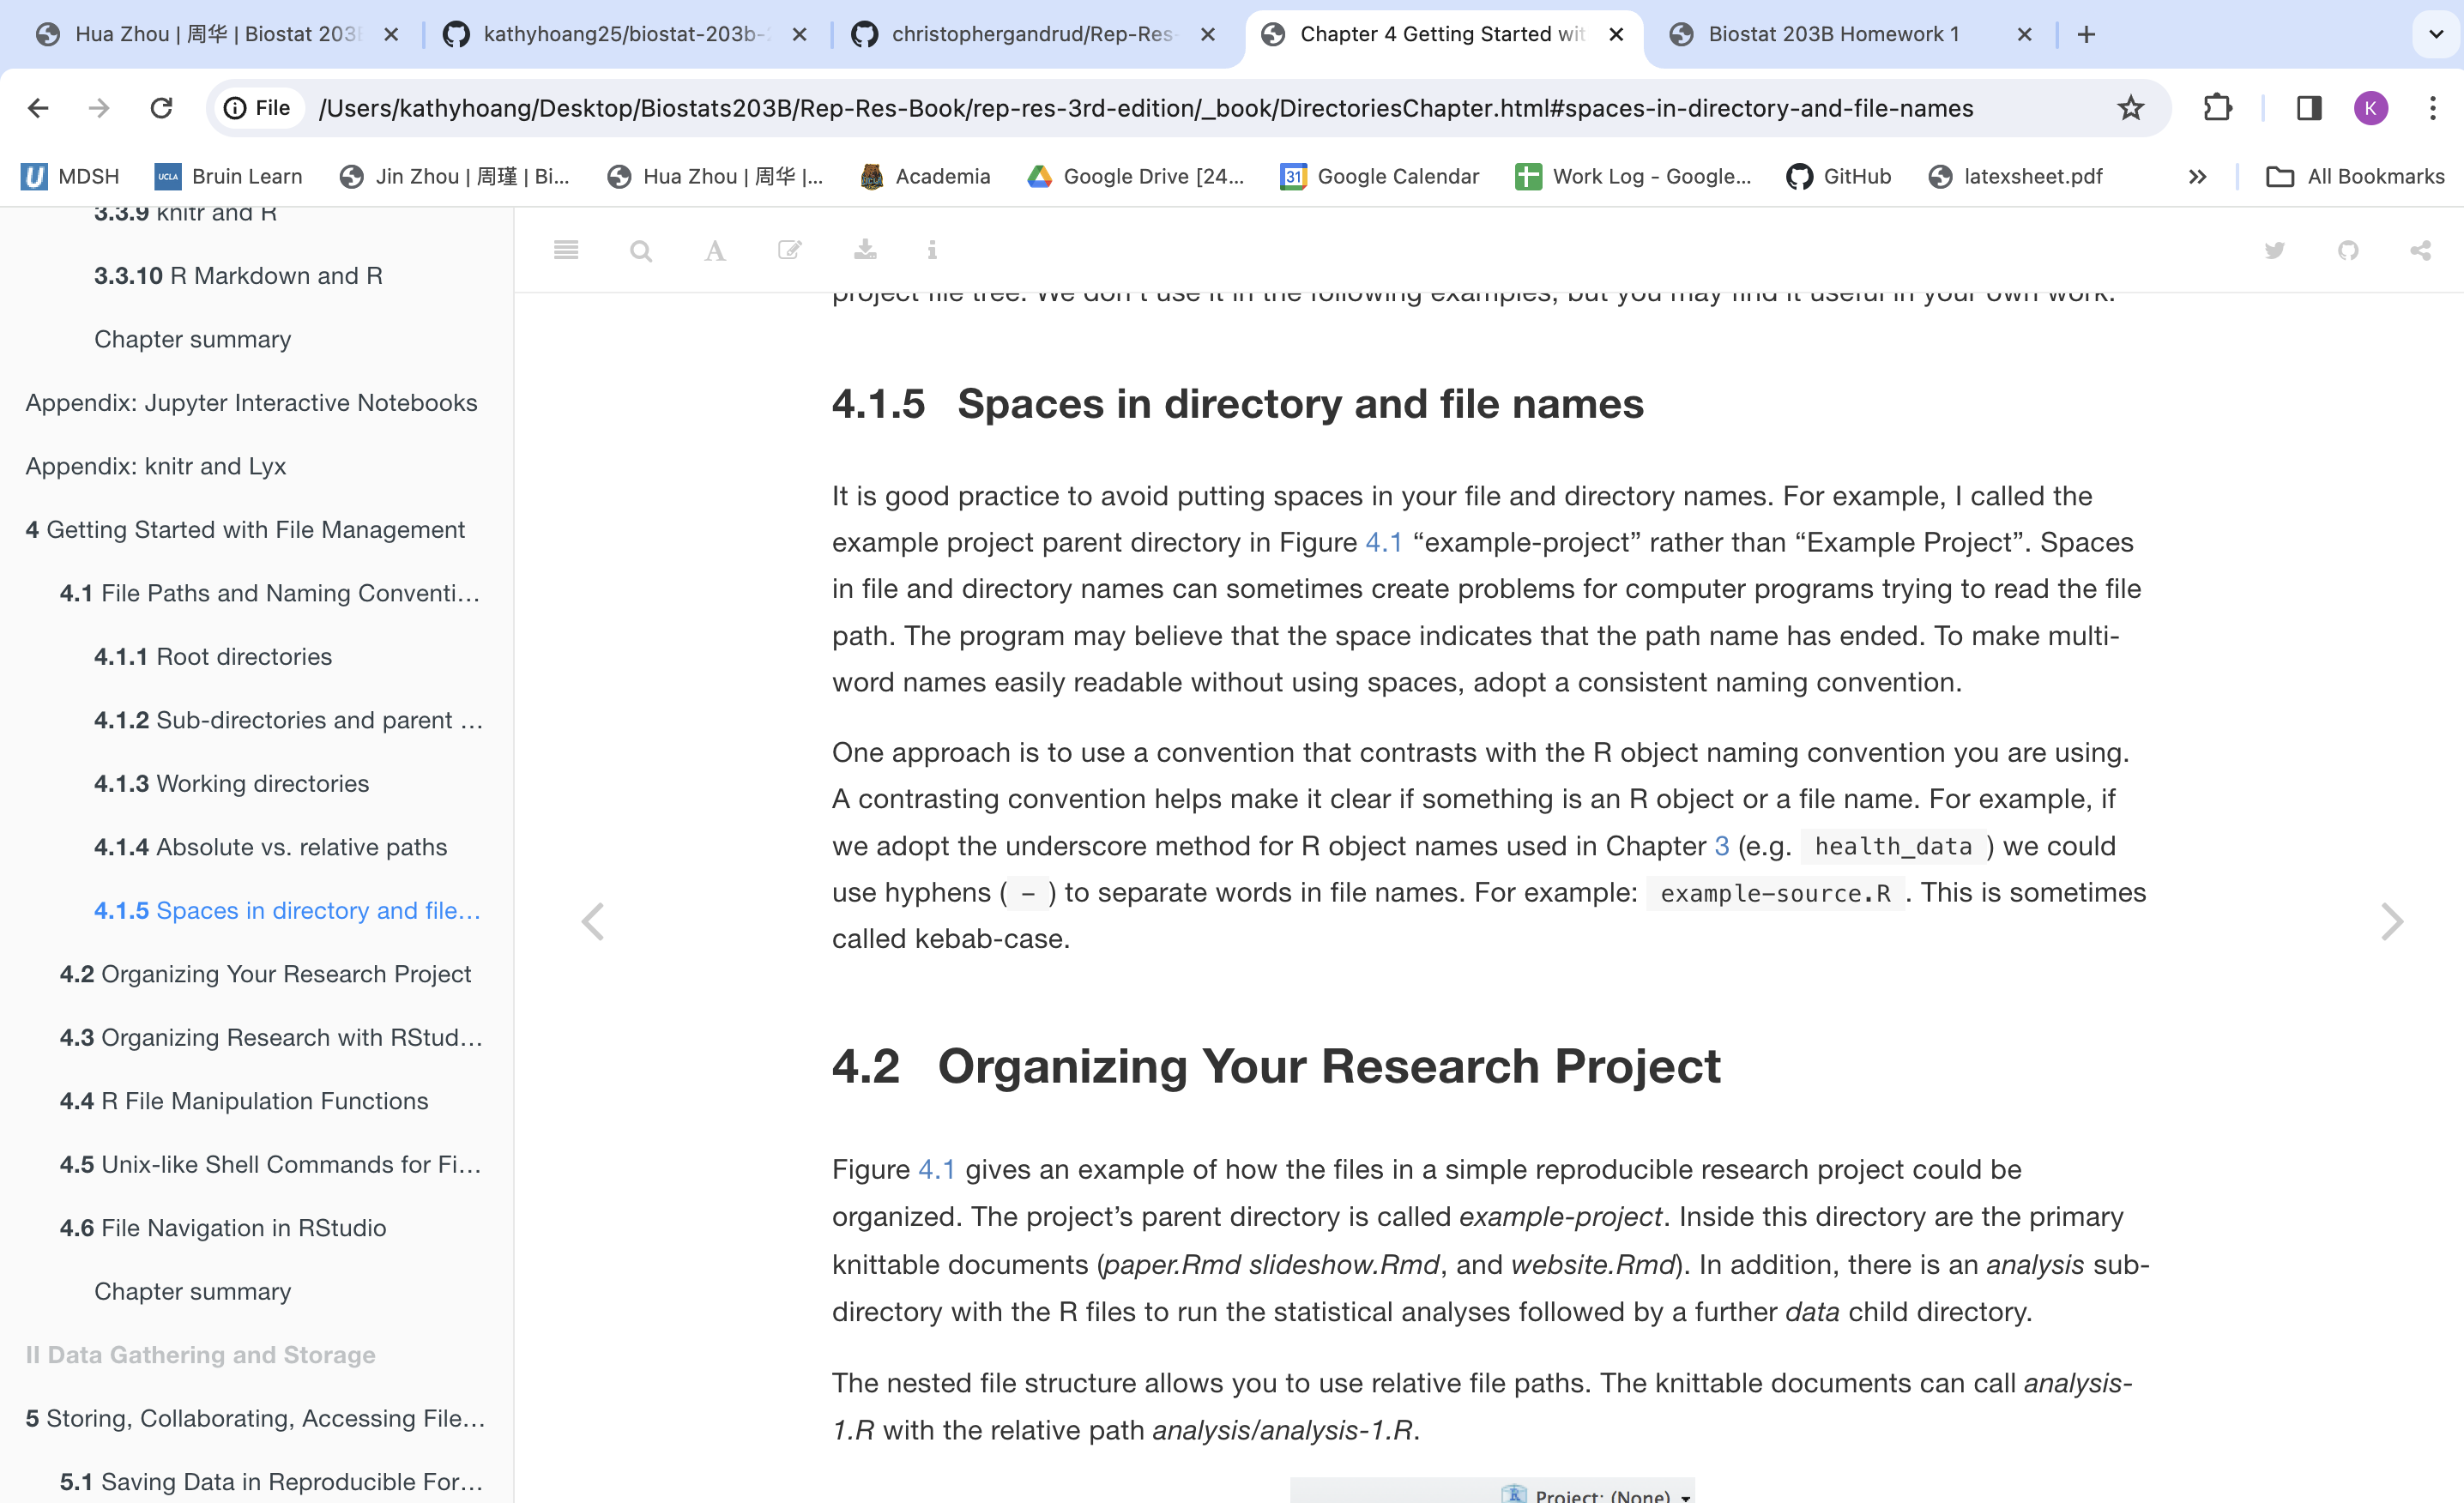 Hua Zhou | 周华 | Biostat 203B
kathyhoang25/biostat-203b-2
christophergandrud/Rep-Res-
Chapter 4 Getting Started wit
Biostat 203B Homework 1
File
/Users/kathyhoang/Desktop/Biostats203B/Rep-Res-Book/rep-res-3rd-edition/_book/DirectoriesChapter.html#spaces-in-directory-and-file-names
K
MDSH
UCLA
Bruin Learn
Jin Zhou | 周瑾 | Bi...
Hua Zhou | 周华 |...
Academia
Google Drive [24...
31
Google Calendar
Work Log - Google...
GitHub
latexsheet.pdf
All Bookmarks
3.3.9 knitr and R
3.3.10 R Markdown and R
Chapter summary
Appendix: Jupyter Interactive Notebooks
Appendix: knitr and Lyx
4 Getting Started with File Management
4.1 File Paths and Naming Conventi…
4.1.1 Root directories
4.1.2 Sub-directories and parent …
4.1.3 Working directories
4.1.4 Absolute vs. relative paths
4.1.5 Spaces in directory and file…
4.2 Organizing Your Research Project
4.3 Organizing Research with RStud…
4.4 R File Manipulation Functions
4.5 Unix-like Shell Commands for Fi…
4.6 File Navigation in RStudio
Chapter summary
II Data Gathering and Storage
5 Storing, Collaborating, Accessing File…
5.1 Saving Data in Reproducible For…
project file tree. We don't use it in the following examples, but you may find it useful in your own work.
4.1.5 Spaces in directory and file names
It is good practice to avoid putting spaces in your file and directory names. For example, I called the
example project parent directory in Figure 4.1 “example-project” rather than “Example Project”. Spaces
in file and directory names can sometimes create problems for computer programs trying to read the file
path. The program may believe that the space indicates that the path name has ended. To make multi-
word names easily readable without using spaces, adopt a consistent naming convention.
One approach is to use a convention that contrasts with the R object naming convention you are using.
A contrasting convention helps make it clear if something is an R object or a file name. For example, if
we adopt the underscore method for R object names used in Chapter 3 (e.g. health_data ) we could
use hyphens ( - ) to separate words in file names. For example: example-source.R . This is sometimes
called kebab-case.
4.2 Organizing Your Research Project
Figure 4.1 gives an example of how the files in a simple reproducible research project could be
organized. The project’s parent directory is called example-project. Inside this directory are the primary
knittable documents (paper.Rmd slideshow.Rmd, and website.Rmd). In addition, there is an analysis sub-
directory with the R files to run the statistical analyses followed by a further data child directory.
The nested file structure allows you to use relative file paths. The knittable documents can call analysis-
1.R with the relative path analysis/analysis-1.R.
R Project: (None)